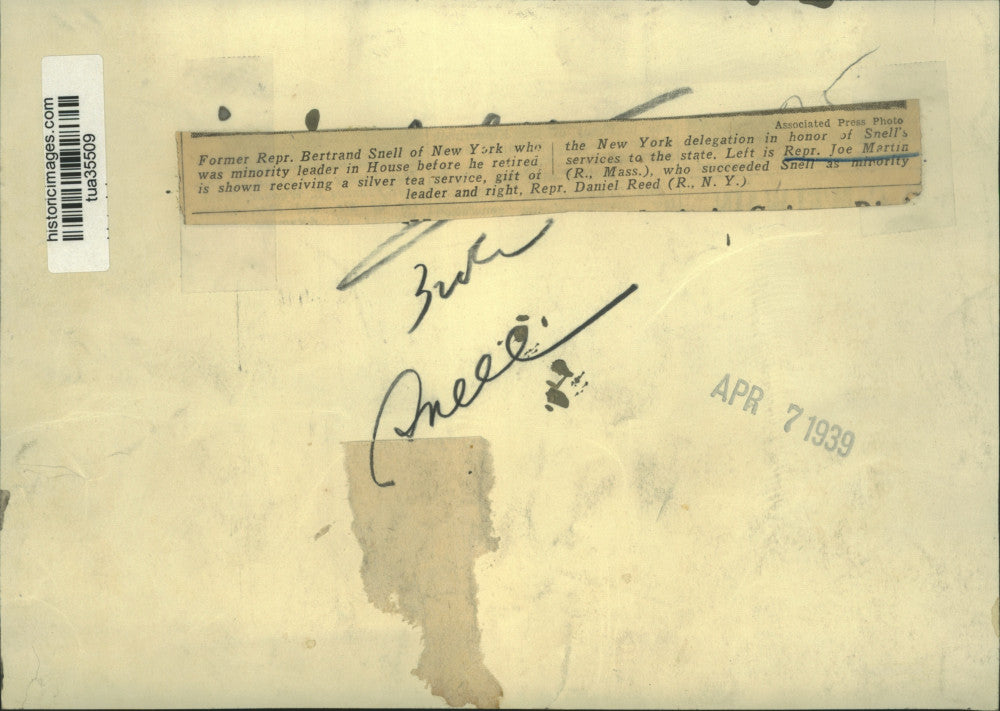 historicimages.com
tua35509
Associated Press Photo
Former Repr. Bertrand Snell of New York who
was minority leader in House before he retired
is shown receiving a silver tea service, gift of
the New York delegation in honor of Snell's
services to the state. Left is Repr. Joe Martin
(R., Mass.), who succeeded Snell as minority
leader and right, Repr. Daniel Reed (R., N. Y.)
Snell
APR 7 1939